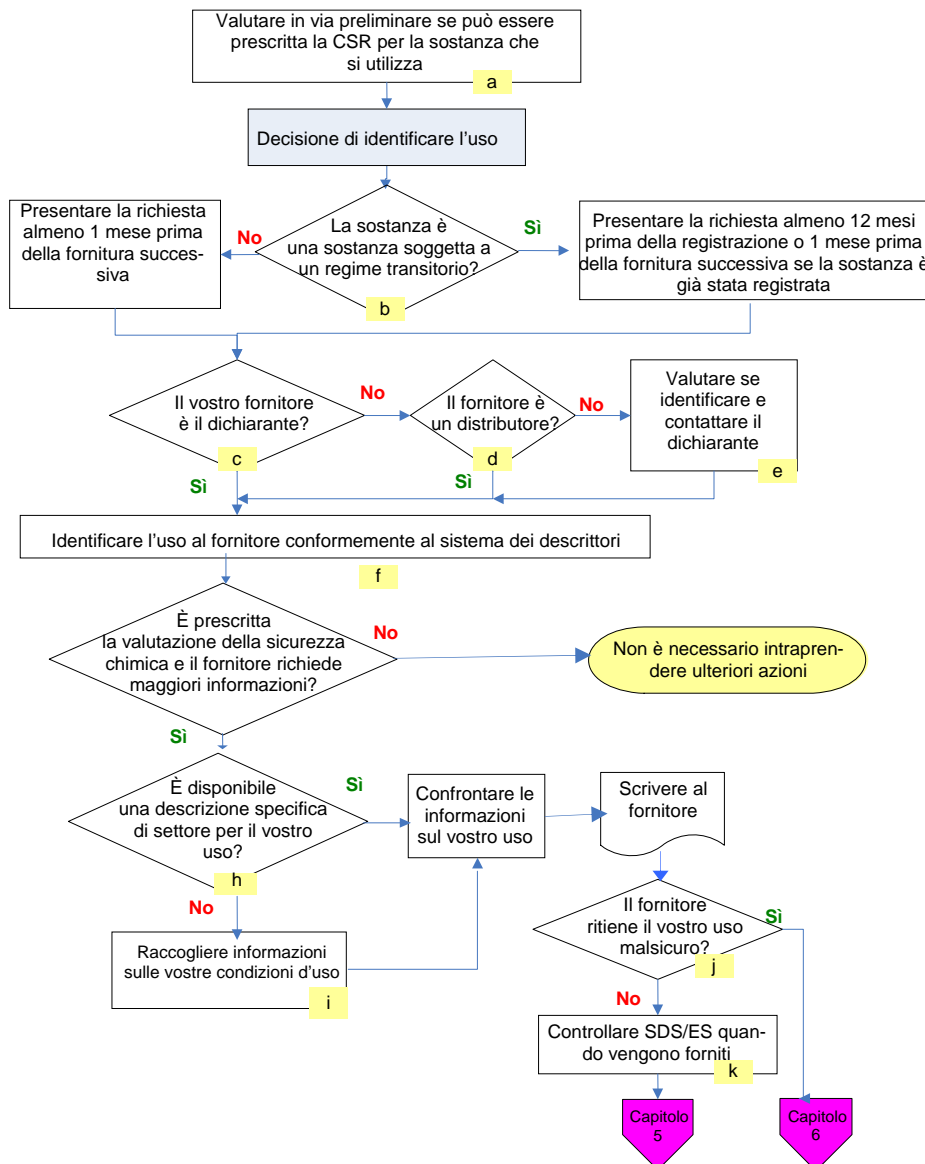 Valutare in via preliminare se può essere
prescritta la CSR per la sostanza che
si utilizza
a
Decisione di identificare l'uso
Presentare la richiesta
almeno 1 mese prima
della fornitura succes-
siva
No
La sostanza è
una sostanza soggetta a
un regime transitorio?
b
Sì
Presentare la richiesta almeno 12 mesi
prima della registrazione o 1 mese prima
della fornitura successiva se la sostanza è
già stata registrata
Il vostro fornitore
è il dichiarante?
c
No
Il fornitore è
un distributore?
d
No
Valutare se
identificare e
contattare il
dichiarante
e
Sì
Sì
Identificare l'uso al fornitore conformemente al sistema dei descrittori
f
È prescritta
la valutazione della sicurezza
chimica e il fornitore richiede
maggiori informazioni?
No
Non è necessario intrapren-
dere ulteriori azioni
Sì
È disponibile
una descrizione specifica
di settore per il vostro
uso?
h
Sì
Confrontare le
informazioni
sul vostro uso
Scrivere al
fornitore
No
Raccogliere informazioni
sulle vostre condizioni d'uso
i
Il fornitore
ritiene il vostro uso
malsicuro?
j
Sì
No
Controllare SDS/ES quan-
do vengono forniti
k
Capitolo
5
Capitolo
6